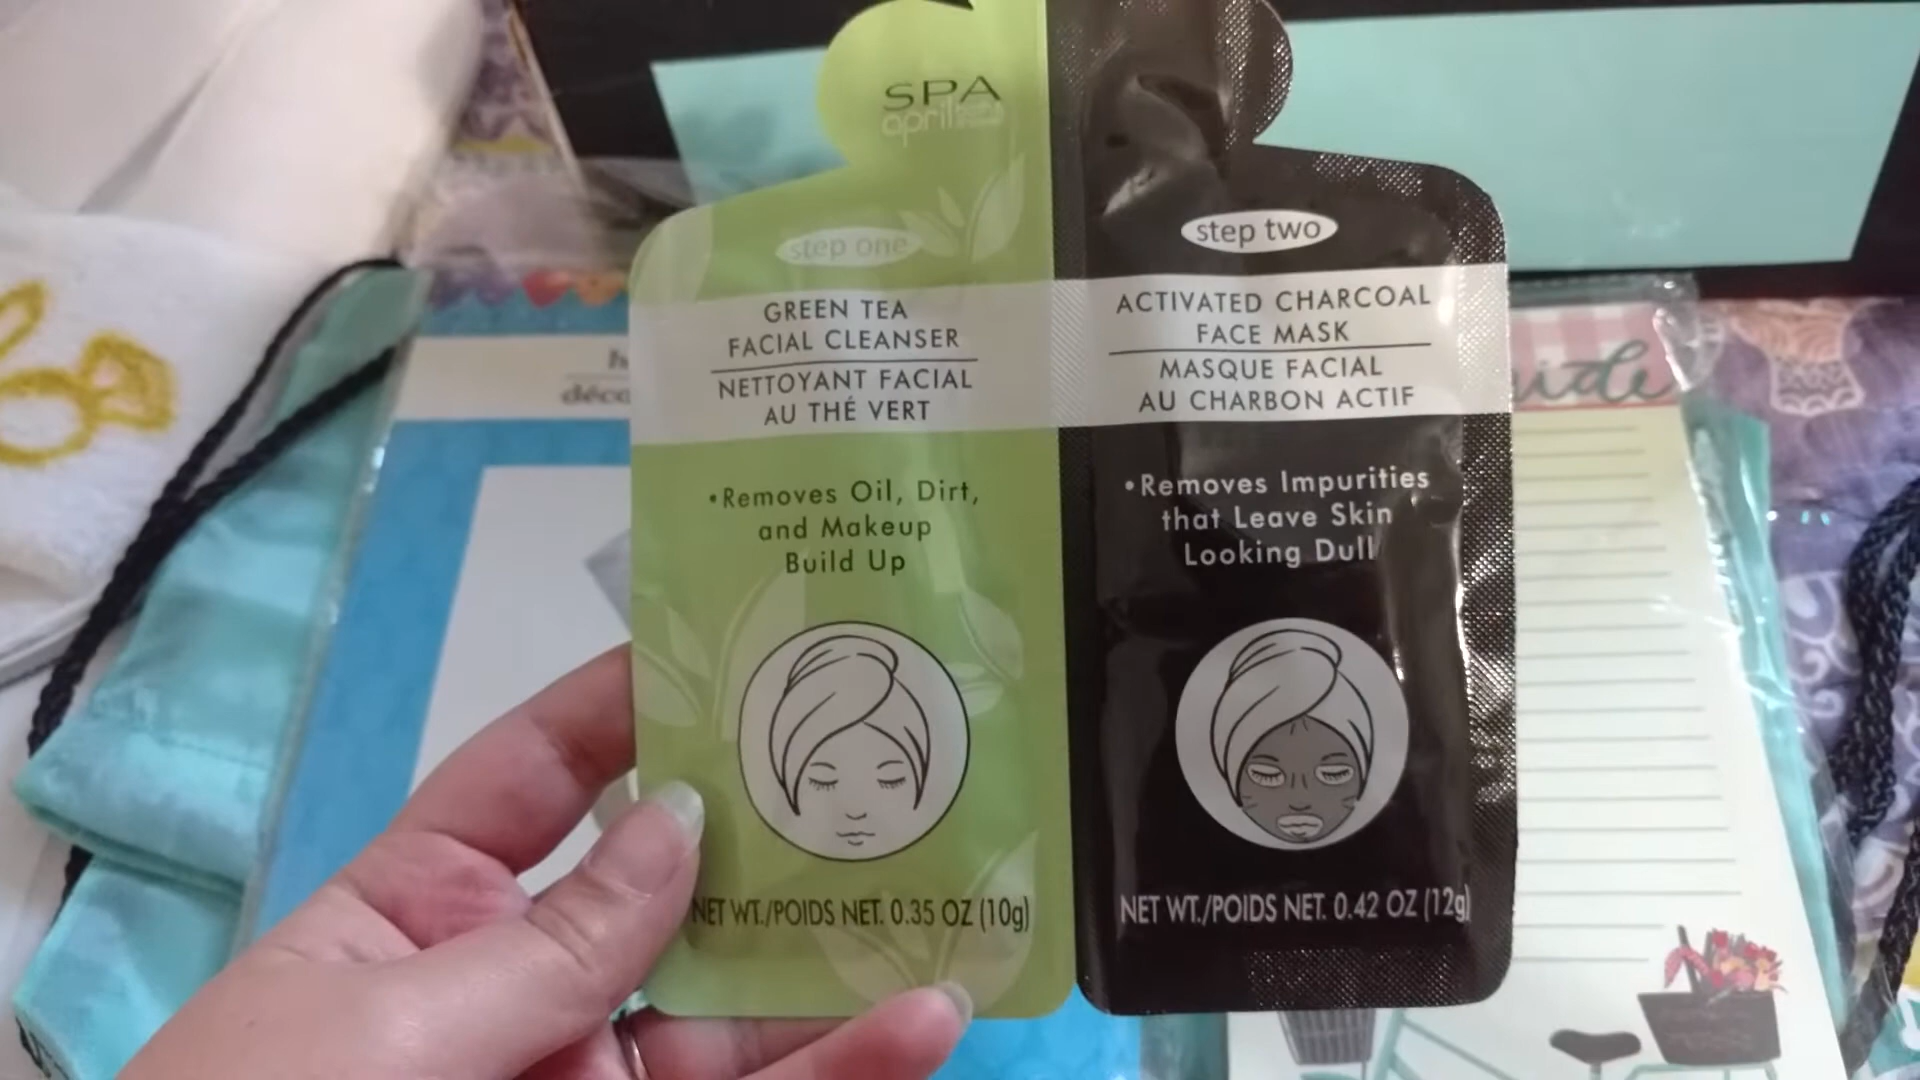 SPA
april
step one
GREEN TEA
FACIAL CLEANSER
NETTOYANT FACIAL
AU THÉ VERT
•Removes Oil, Dirt,
and Makeup
Build Up
NET WT./POIDS NET. 0.35 OZ (10g)
step two
ACTIVATED CHARCOAL
FACE MASK
MASQUE FACIAL
AU CHARBON ACTIF
•Removes Impurities
that Leave Skin
Looking Dull
NET WT./POIDS NET. 0.42 OZ (12g)